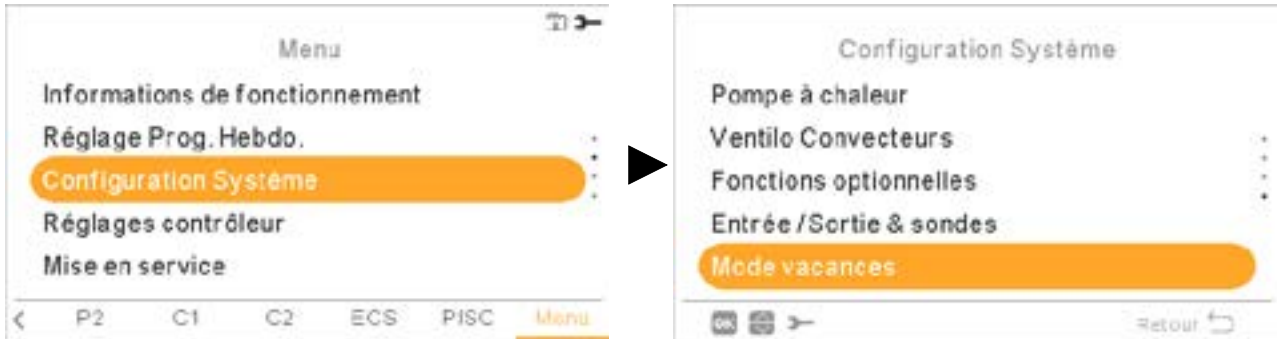 Menu
Informations de fonctionnement
Réglage Prog. Hebdo.
Configuration Système
Réglages contrôleur
Mise en service
< P2 C1 C2 ECS PISC Menu
Configuration Système
Pompe à chaleur
Ventilo Convecteurs
Fonctions optionnelles
Entrée / Sortie & sondes
Mode vacances
OK Retour